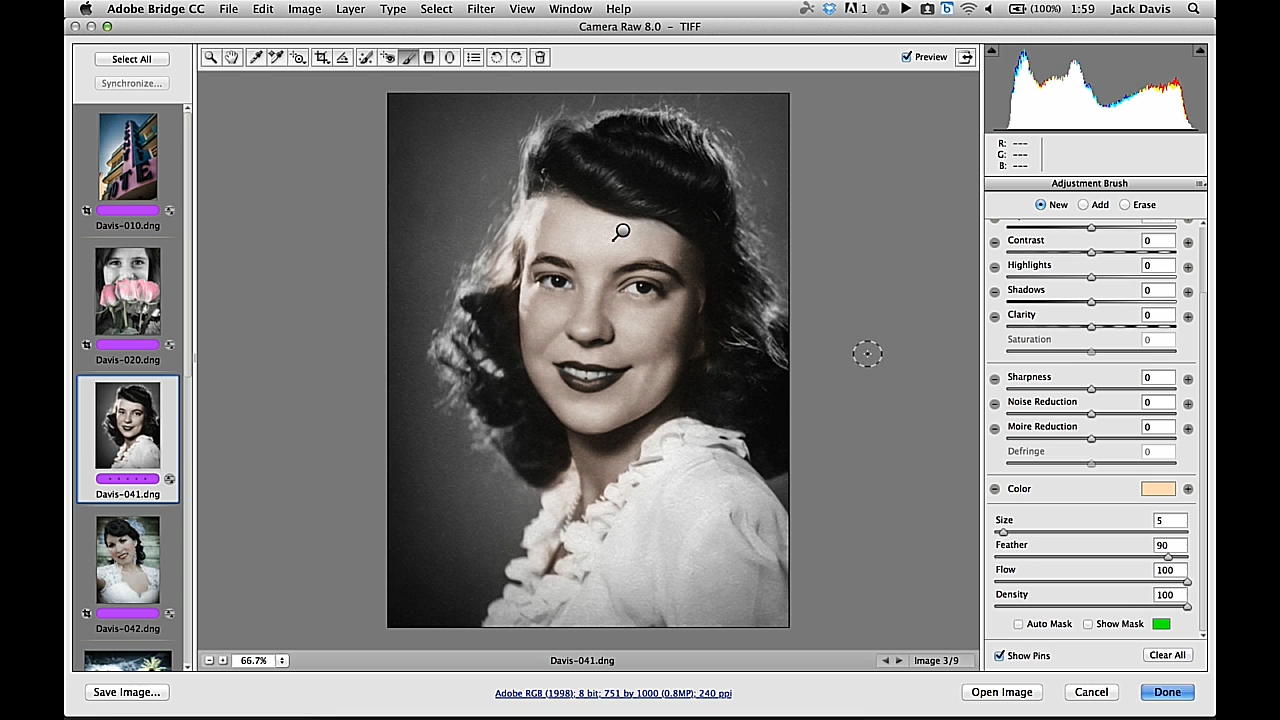 Adobe Bridge CC File Edit Image Layer Type Select Filter View Window Help 1 (100%) 1:59 Jack Davis
Camera Raw 8.0 - TIFF
Select All
Synchronize...
Preview
R: ---
G: ---
B: ---
Adjustment Brush
New Add Erase
Contrast 0
Highlights 0
Shadows 0
Clarity 0
Saturation 0
Sharpness 0
Noise Reduction 0
Moire Reduction 0
Defringe 0
Color
Size 5
Feather 90
Flow 100
Density 100
Auto Mask Show Mask
Show Pins Clear All
HOTEL
Davis-010.dng
Davis-020.dng
Davis-041.dng
Davis-042.dng
66.7% Davis-041.dng Image 3/9
Save Image... Adobe RGB (1998); 8 bit; 751 by 1000 (0.8MP); 240 ppi Open Image Cancel Done